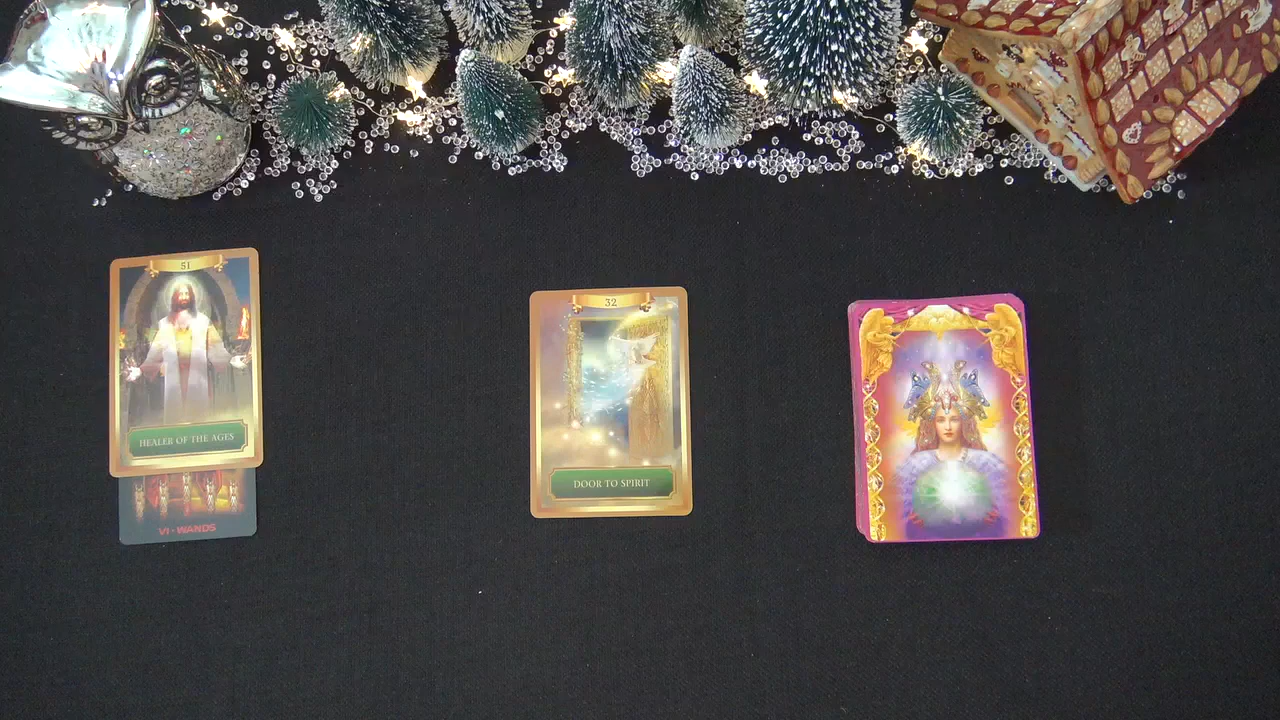 51
HEALER OF THE AGES
VI · WANDS
32
DOOR TO SPIRIT